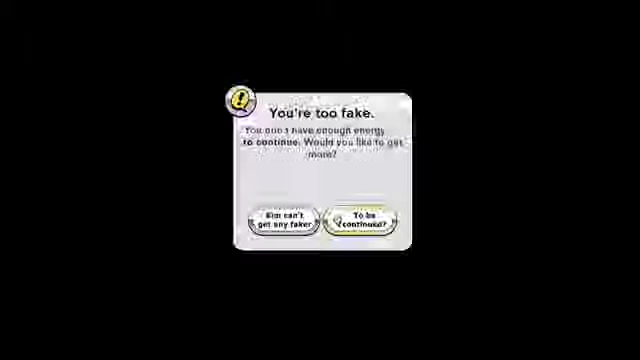 You're too fake.
You don't have enough energy
to continue. Would you like to get
more?
Kim can't
get any faker
To be
continued?